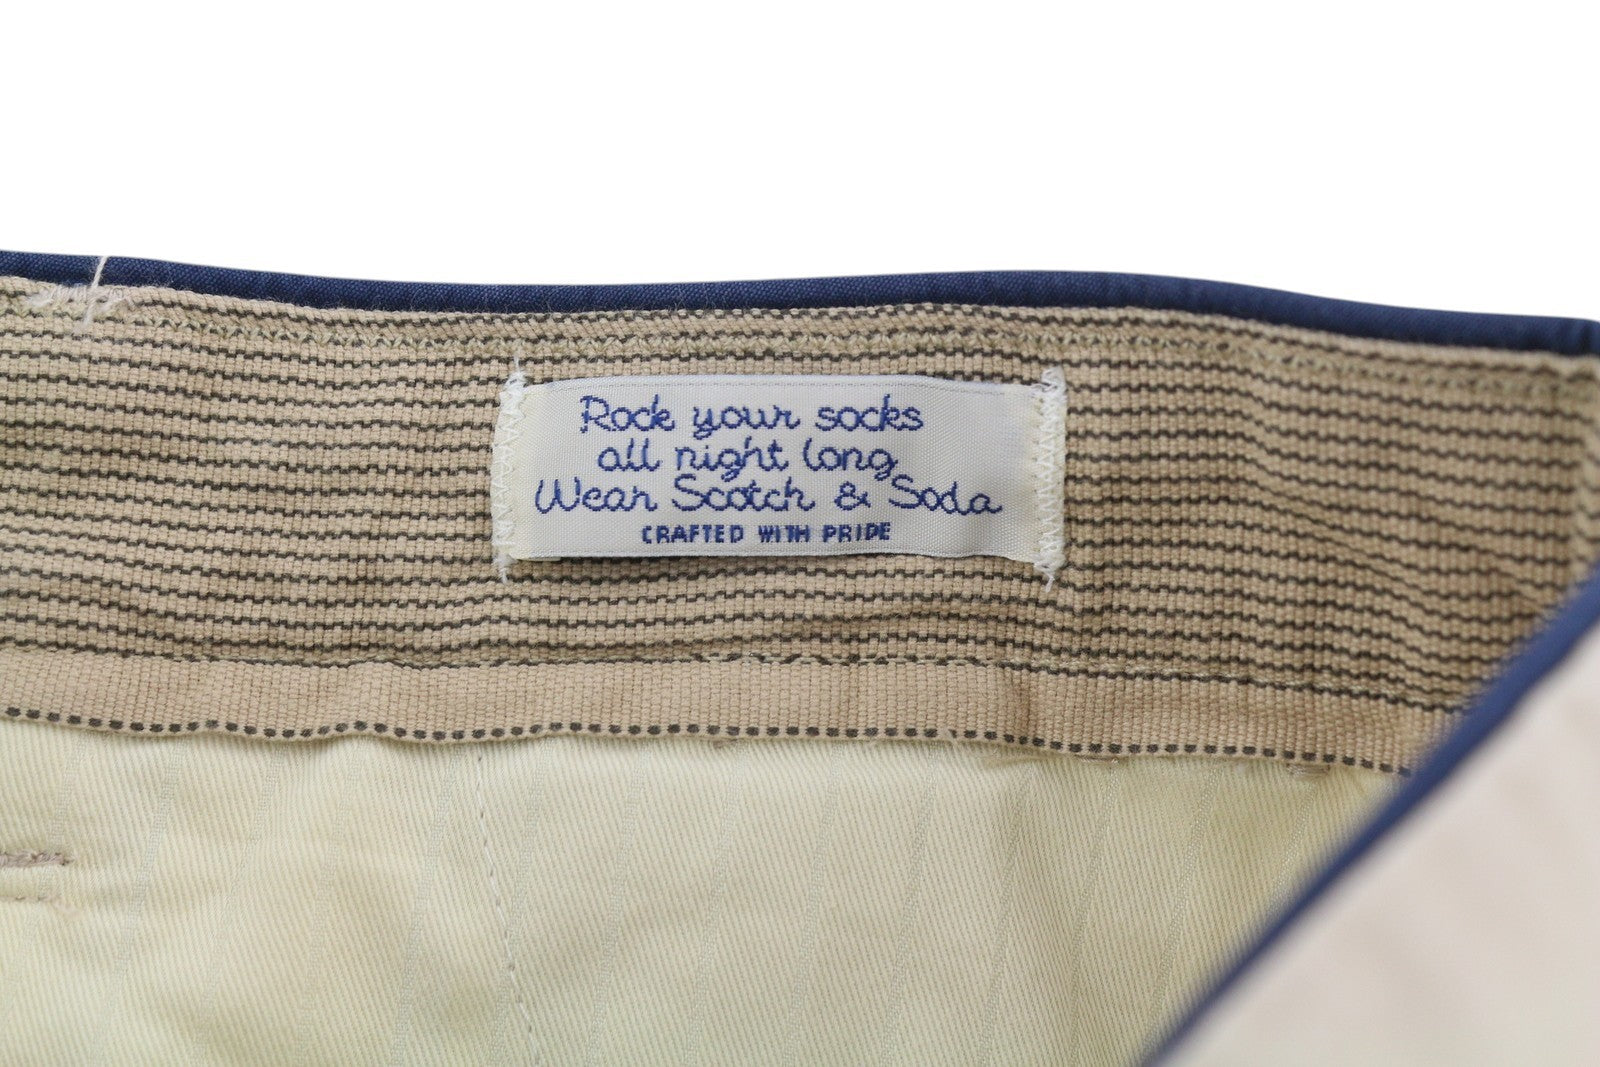 Rock your socks
all night long,
Wear Scotch & Soda
CRAFTED WITH PRIDE